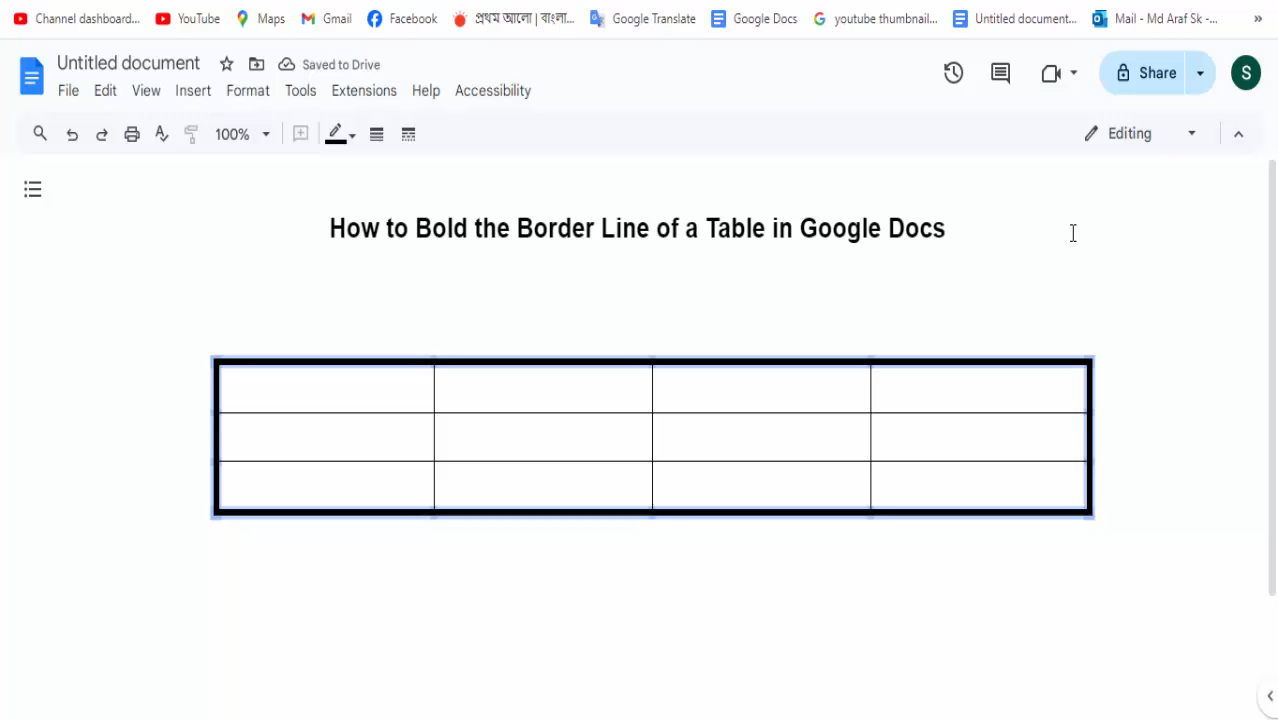 Channel dashboard... YouTube Maps Gmail Facebook প্রথম আলো | বাংলা... Google Translate Google Docs youtube thumbnail... Untitled document... Mail - Md Araf Sk -... »
Untitled document Saved to Drive
Share S
File Edit View Insert Format Tools Extensions Help Accessibility
100% Editing
How to Bold the Border Line of a Table in Google Docs